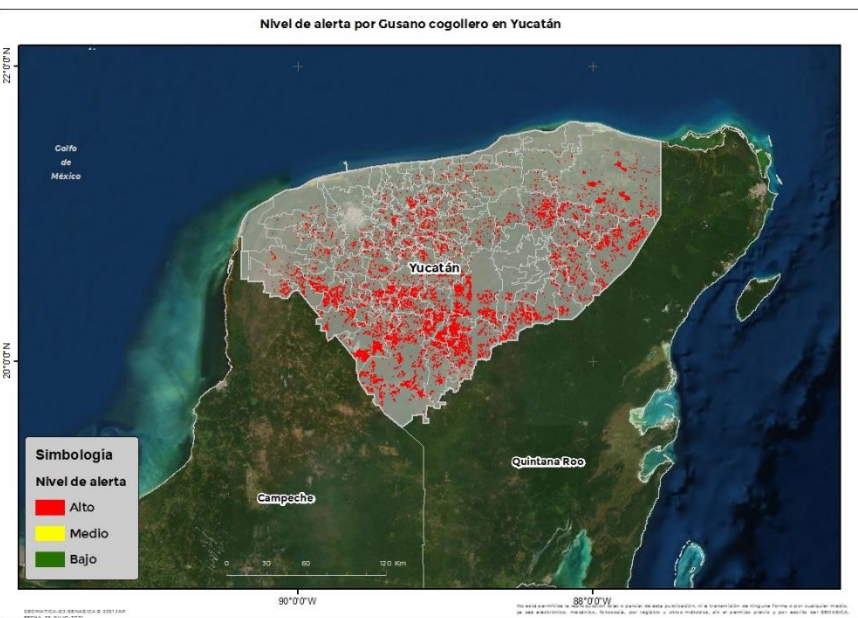 Nivel de alerta por Gusano cogollero en Yucatán
22°0'0"N
Golfo
de
México
Yucatán
20°0'0"N
Simbología
Nivel de alerta
Alto
Medio
Bajo
Quintana Roo
Campeche
0 30 60 120 Km
90°0'0"W
88°0'0"W